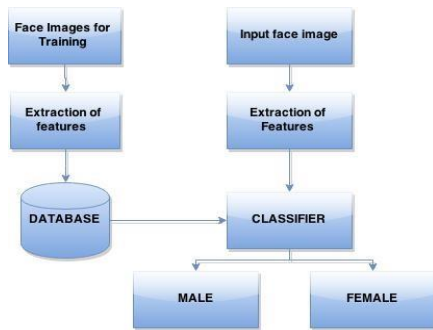 Face Images for
Training
Input face image
Extraction of
features
Extraction of
Features
DATABASE
CLASSIFIER
MALE
FEMALE